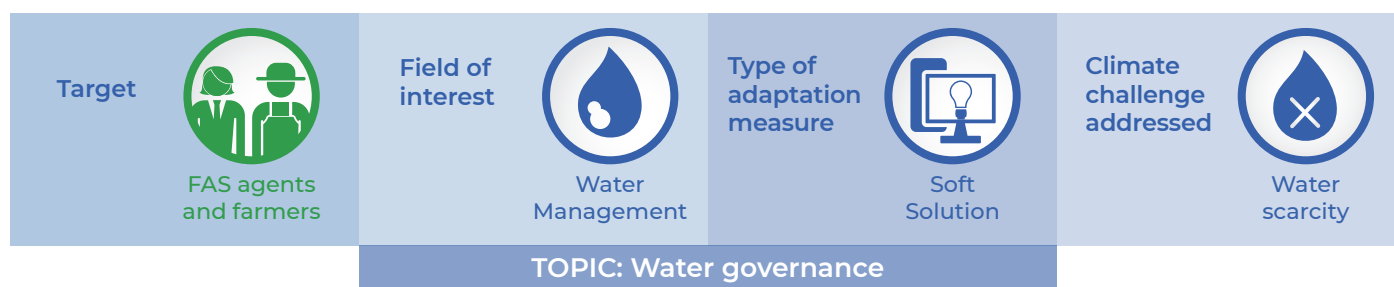 Target
FAS agents
and farmers
Field of
interest
Water
Management
Type of
adaptation
measure
Soft
Solution
Climate
challenge
addressed
Water
scarcity
TOPIC: Water governance